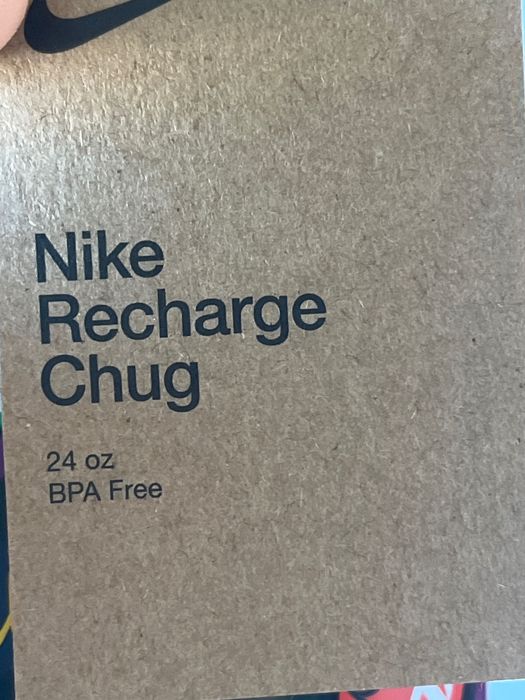 Nike
Recharge
Chug
24 oz
BPA Free